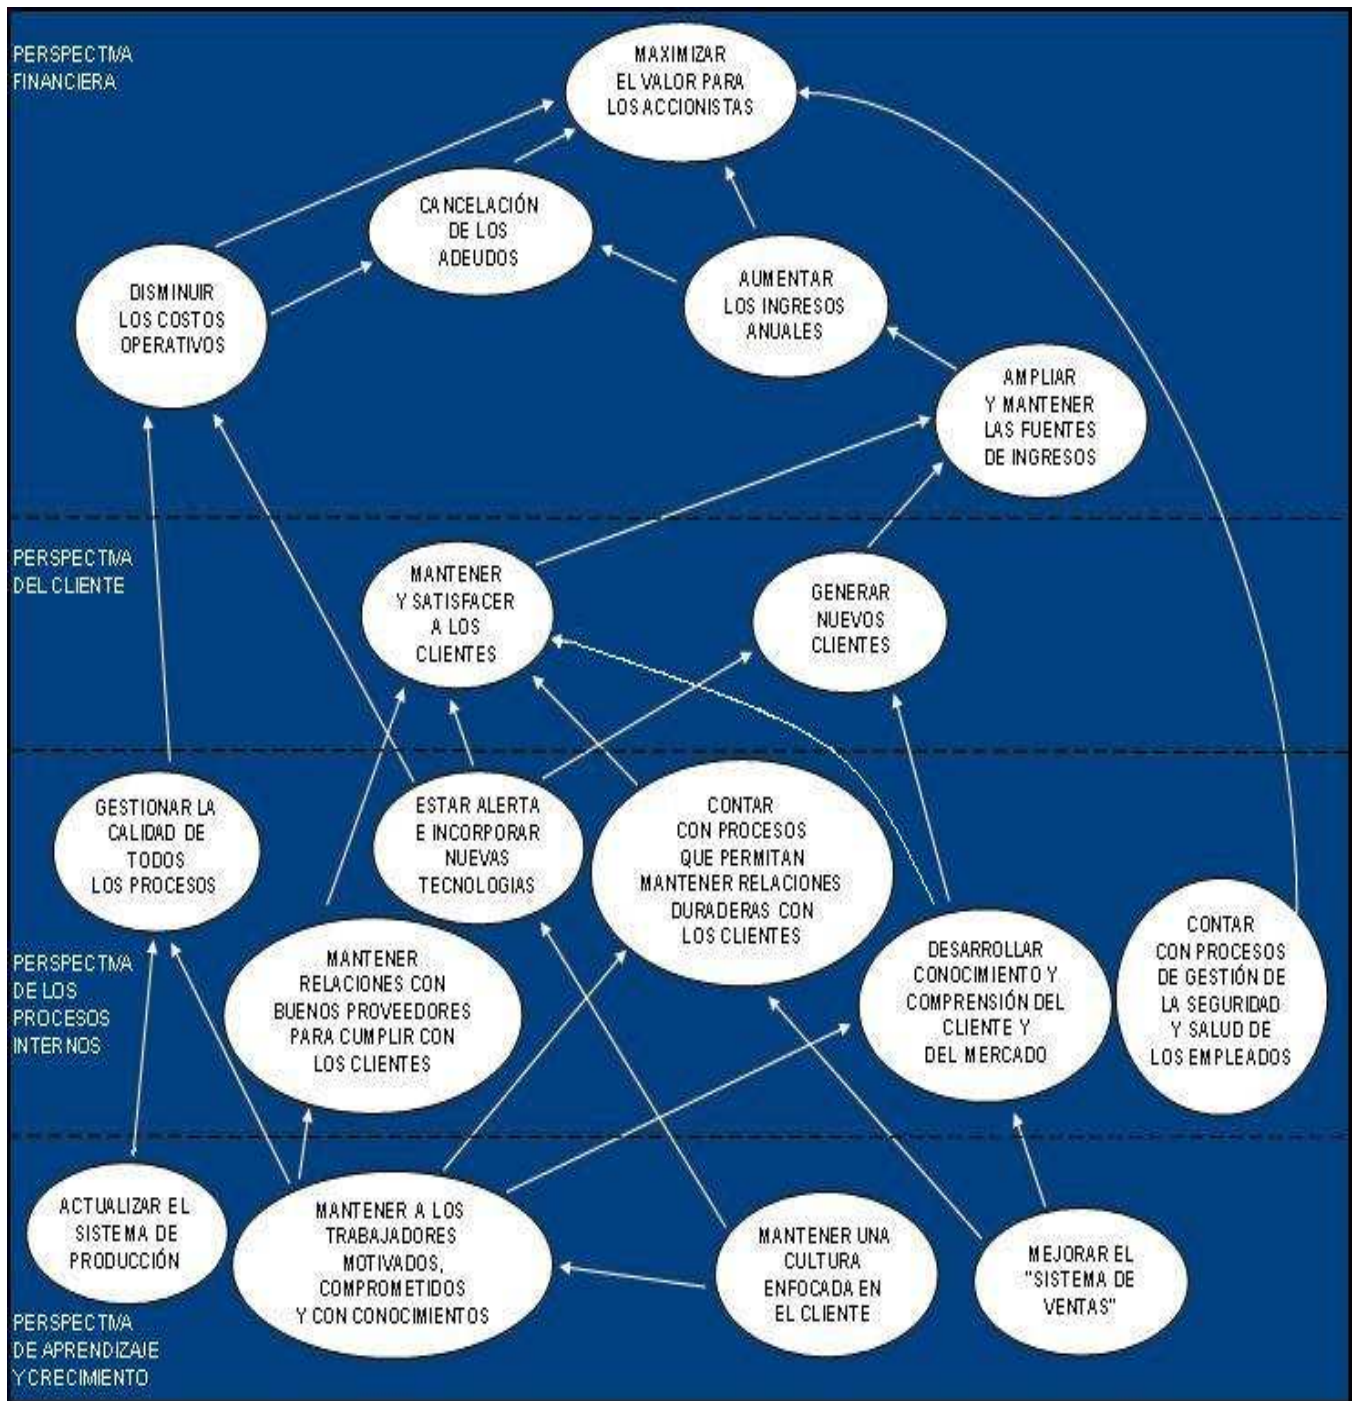 PERSPECTIVA
FINANCIERA
MAXIMIZAR
EL VALOR PARA
LOS ACCIONISTAS
CANCELACIÓN
DE LOS
ADEUDOS
DISMINUIR
LOS COSTOS
OPERATIVOS
AUMENTAR
LOS INGRESOS
ANUALES
AMPLIAR
Y MANTENER
LAS FUENTES
DE INGRESOS
PERSPECTIVA
DEL CLIENTE
MANTENER
Y SATISFACER
A LOS
CLIENTES
GENERAR
NUEVOS
CLIENTES
GESTIONAR LA
CALIDAD DE
TODOS
LOS PROCESOS
ESTAR ALERTA
E INCORPORAR
NUEVAS
TECNOLOGIAS
CONTAR
CON PROCESOS
QUE PERMITAN
MANTENER RELACIONES
DURADERAS CON
LOS CLIENTES
PERSPECTIVA
DE LOS
PROCESOS
INTERNOS
MANTENER
RELACIONES CON
BUENOS PROVEEDORES
PARA CUMPLIR CON
LOS CLIENTES
DESARROLLAR
CONOCIMIENTO Y
COMPRENSIÓN DEL
CLIENTE Y
DEL MERCADO
CONTAR
CON PROCESOS
DE GESTIÓN DE
LA SEGURIDAD
Y SALUD DE
LOS EMPLEADOS
ACTUALIZAR EL
SISTEMA DE
PRODUCCIÓN
MANTENER A LOS
TRABAJADORES
MOTIVADOS,
COMPROMETIDOS
Y CON CONOCIMIENTOS
MANTENER UNA
CULTURA
ENFOCADA EN
EL CLIENTE
MEJORAR EL
"SISTEMA DE
VENTAS"
PERSPECTIVA
DE APRENDIZAJE
Y CRECIMIENTO